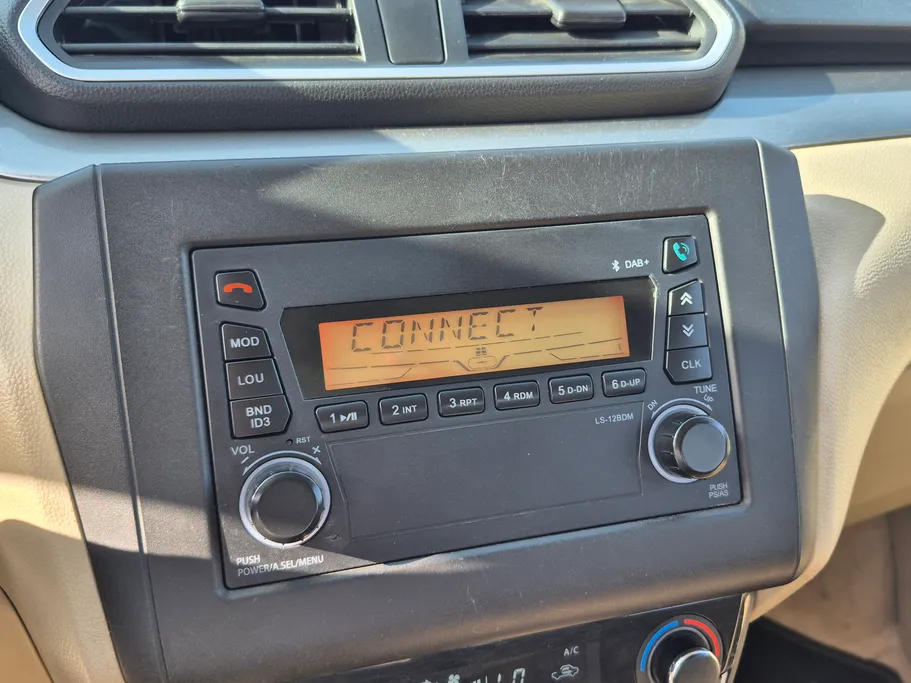 DAB+
CONNECT
MOD
LOU
BND
ID3
CLK
1 ▶/II
2 INT
3.RPT
4 RDM
5 D-DN
6 D-UP
LS-12BDM
RST
VOL
PUSH
POWER/A.SEL/MENU
TUNE
DN
PUSH
PS/AS
A/C